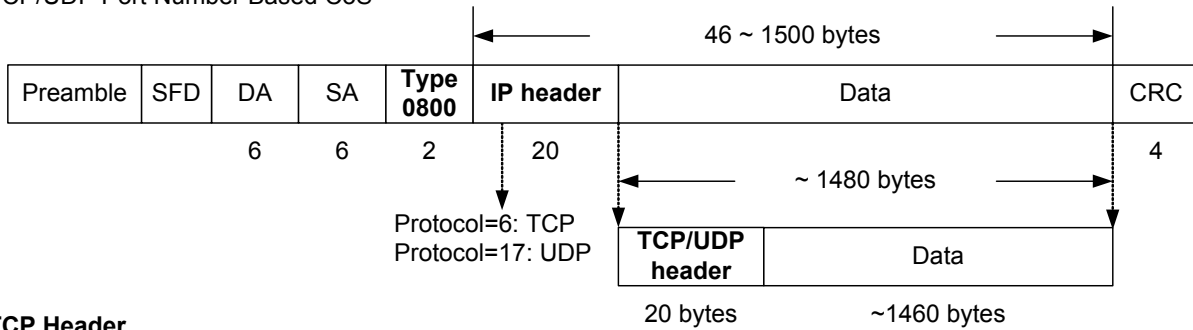 46 ~ 1500 bytes
Preamble SFD DA SA Type 0800 IP header Data CRC
6 6 2 20 4
~ 1480 bytes
Protocol=6: TCP
Protocol=17: UDP
TCP/UDP header Data
20 bytes ~1460 bytes